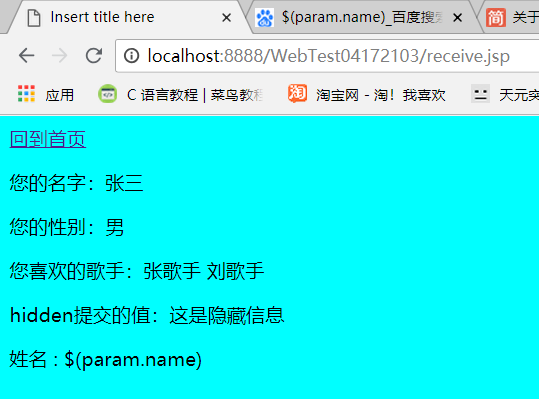 Insert title here
$(param.name)_百度搜
简 关于
localhost:8888/WebTest04172103/receive.jsp
应用 C 语言教程 | 菜鸟教程 淘 淘宝网 - 淘！我喜欢 天元突
回到首页
您的名字：张三
您的性别：男
您喜欢的歌手：张歌手 刘歌手
hidden提交的值：这是隐藏信息
姓名 : $(param.name)